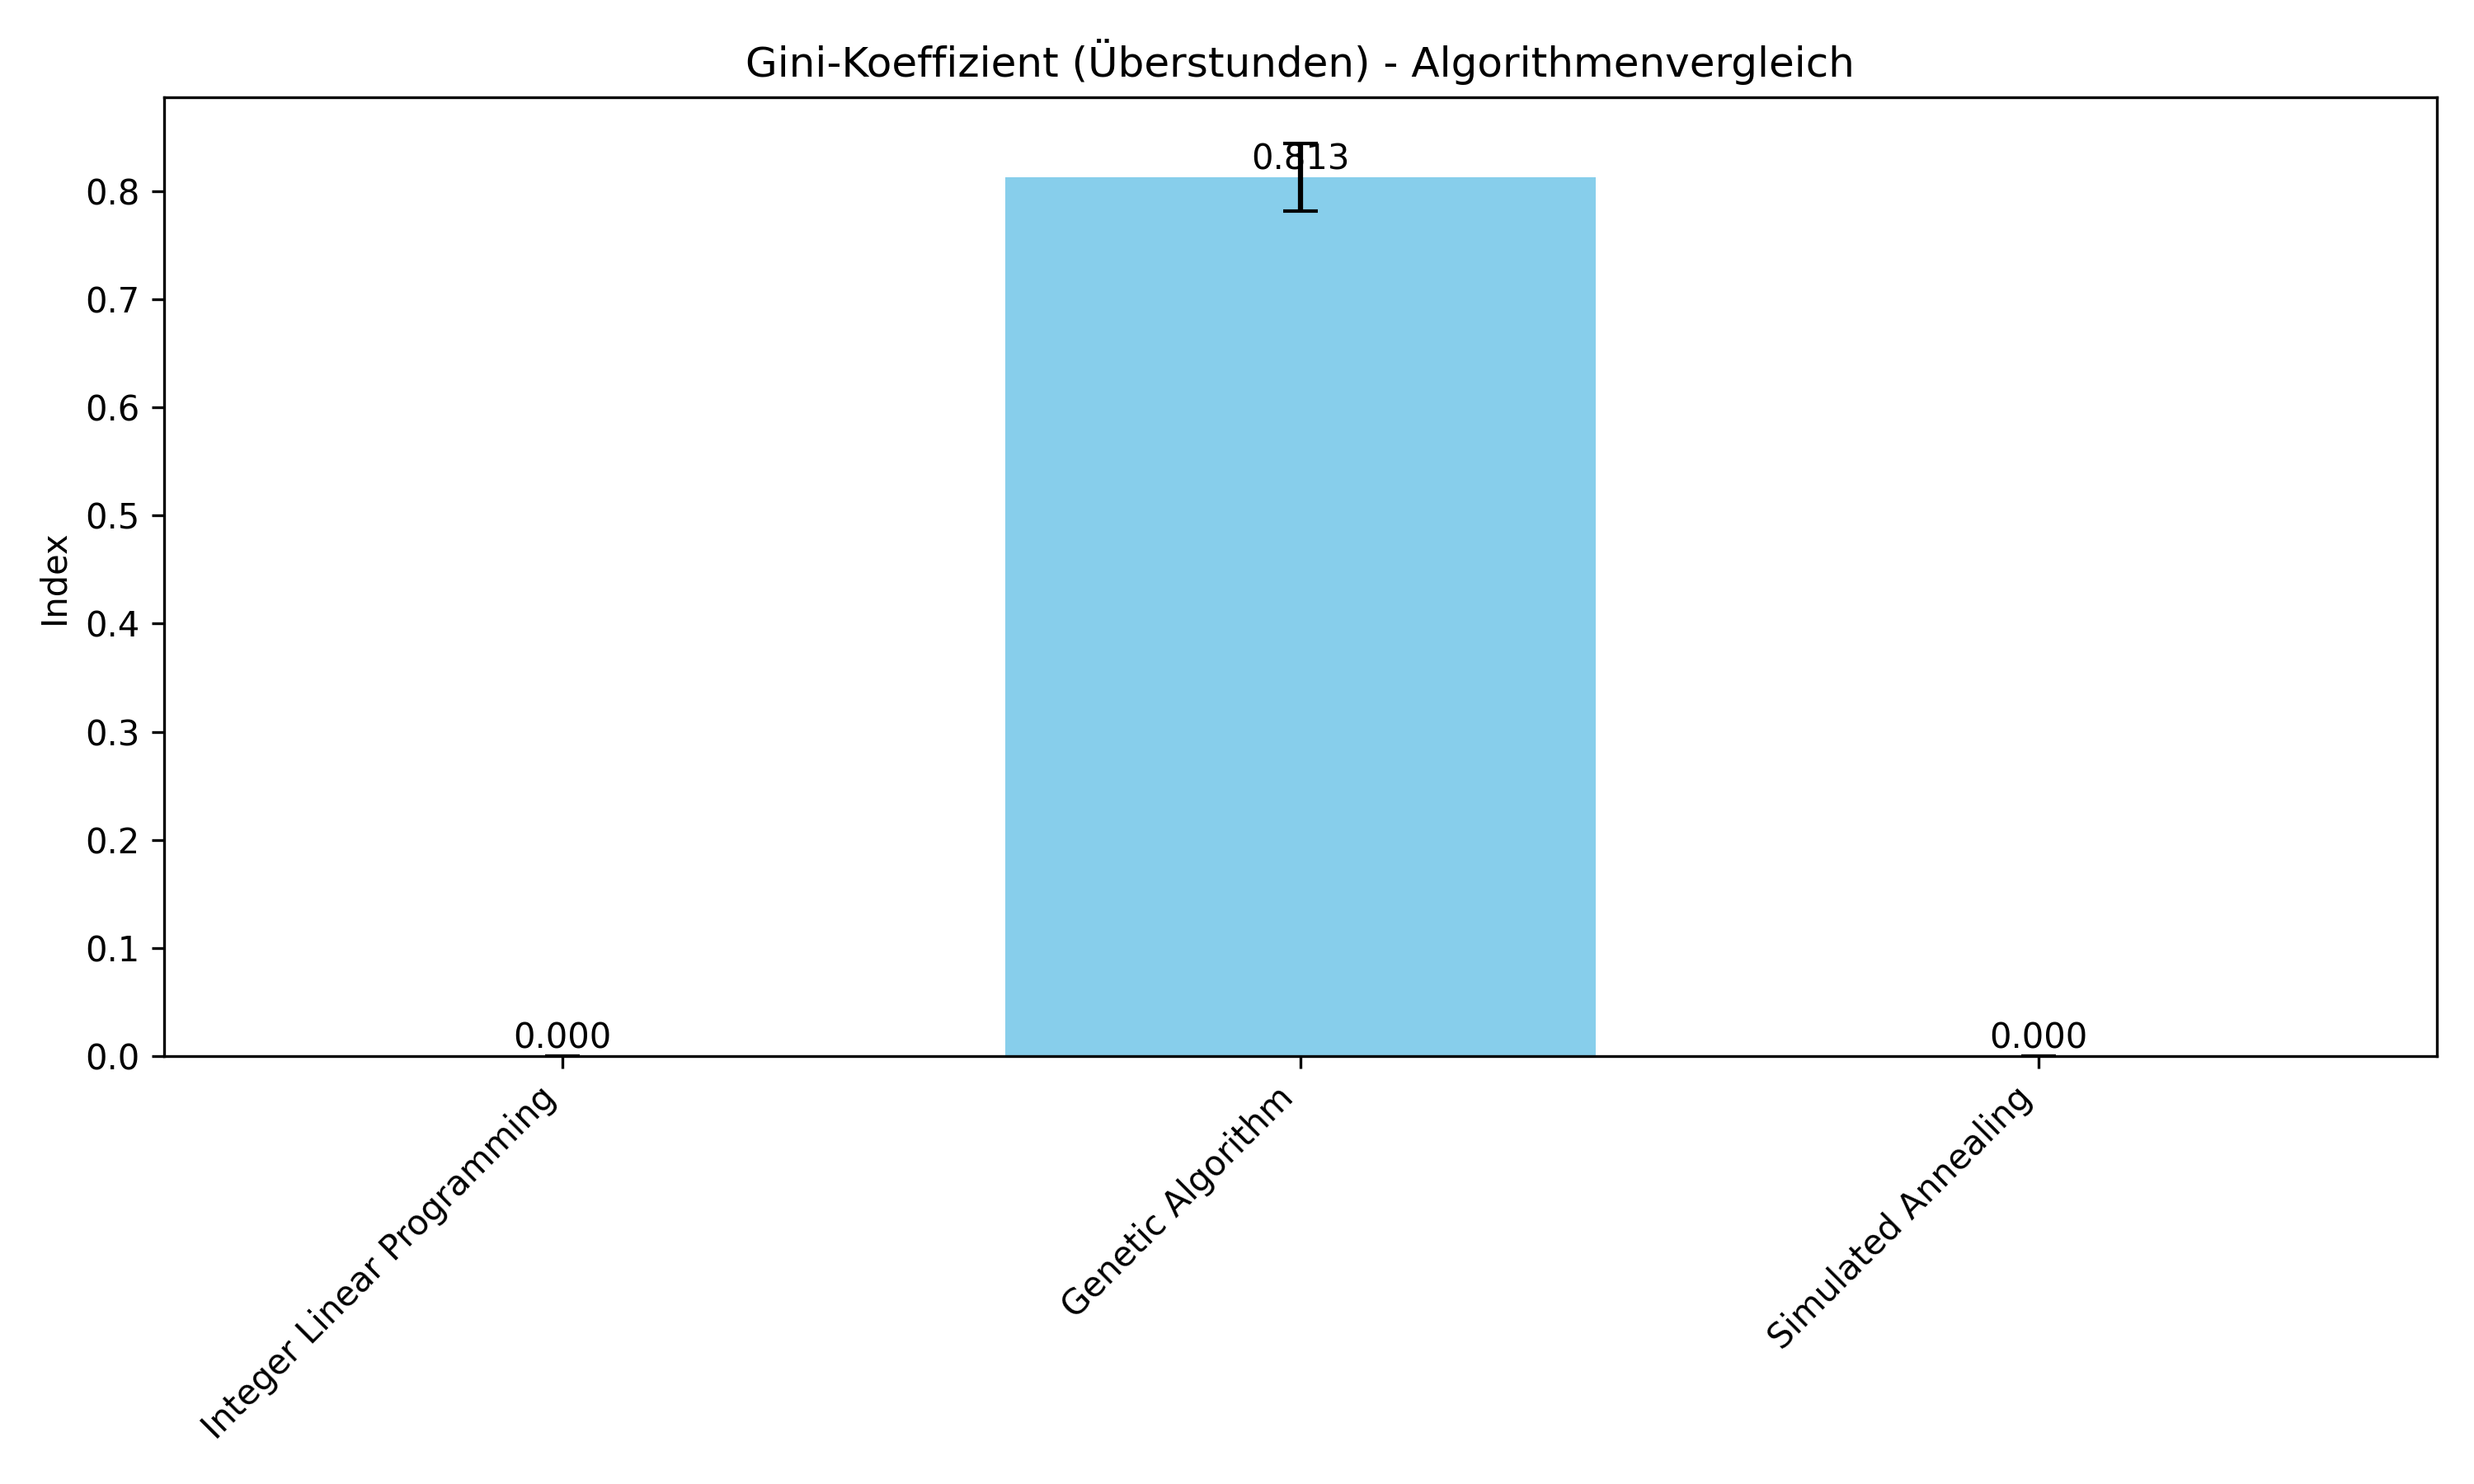 Gini-Koeffizient (Überstunden) - Algorithmenvergleich
Index
0.8
0.7
0.6
0.5
0.4
0.3
0.2
0.1
0.0
0.000
0.813
0.000
Integer Linear Programming
Genetic Algorithm
Simulated Annealing